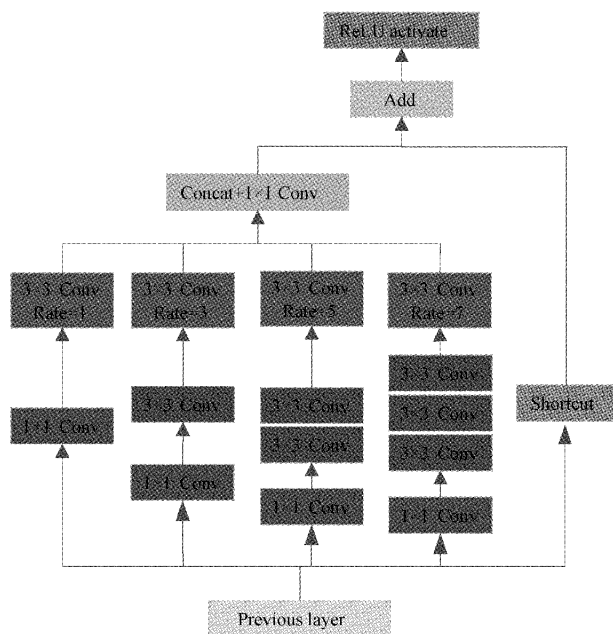 ReLU activate
Add
Concat+1×1 Conv
3×3 Conv
Rate=1
3×3 Conv
Rate=3
3×3 Conv
Rate=5
3×3 Conv
Rate=7
3×3 Conv
3×3 Conv
3×3 Conv
3×3 Conv
Shortcut
1×1 Conv
3×3 Conv
3×3 Conv
1×1 Conv
1×1 Conv
1×1 Conv
Previous layer